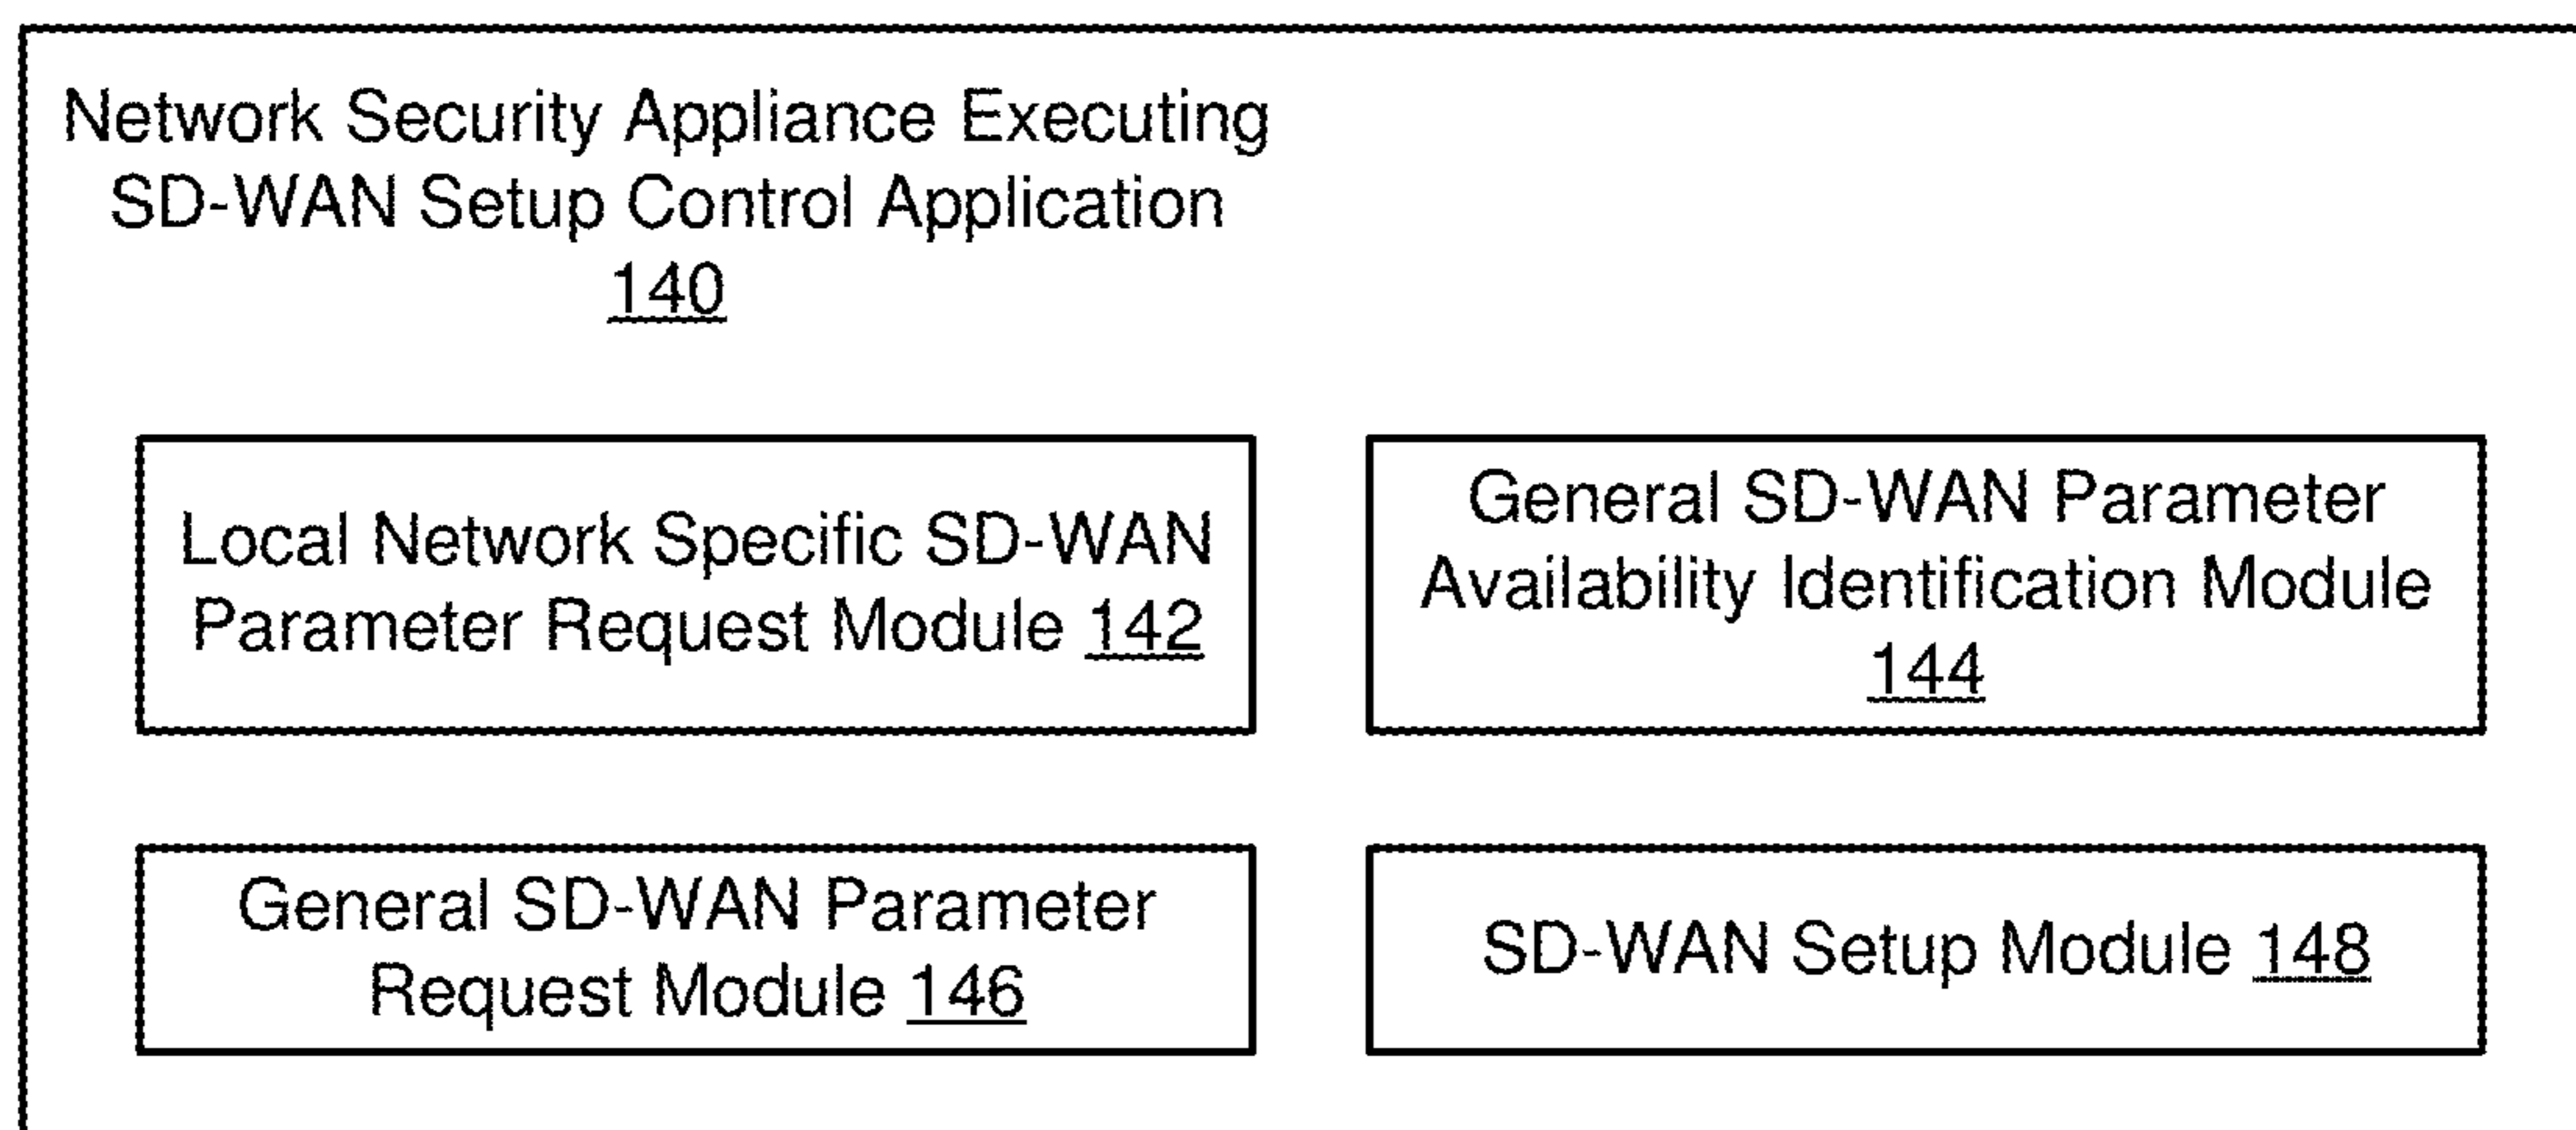 Network Security Appliance Executing
SD-WAN Setup Control Application
140
Local Network Specific SD-WAN
Parameter Request Module 142
General SD-WAN Parameter
Availability Identification Module
144
General SD-WAN Parameter
Request Module 146
SD-WAN Setup Module 148